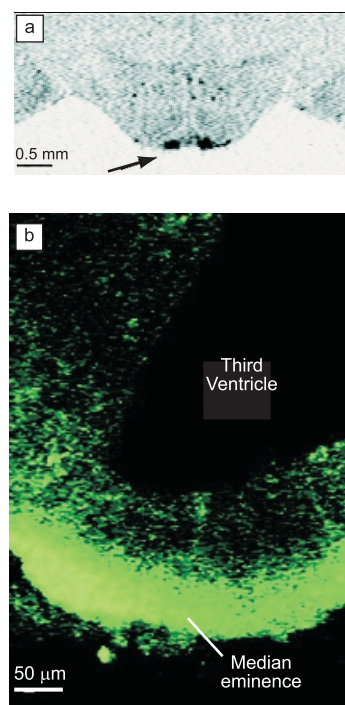 a
0.5 mm
b
Third
Ventricle
Median
eminence
50 μm